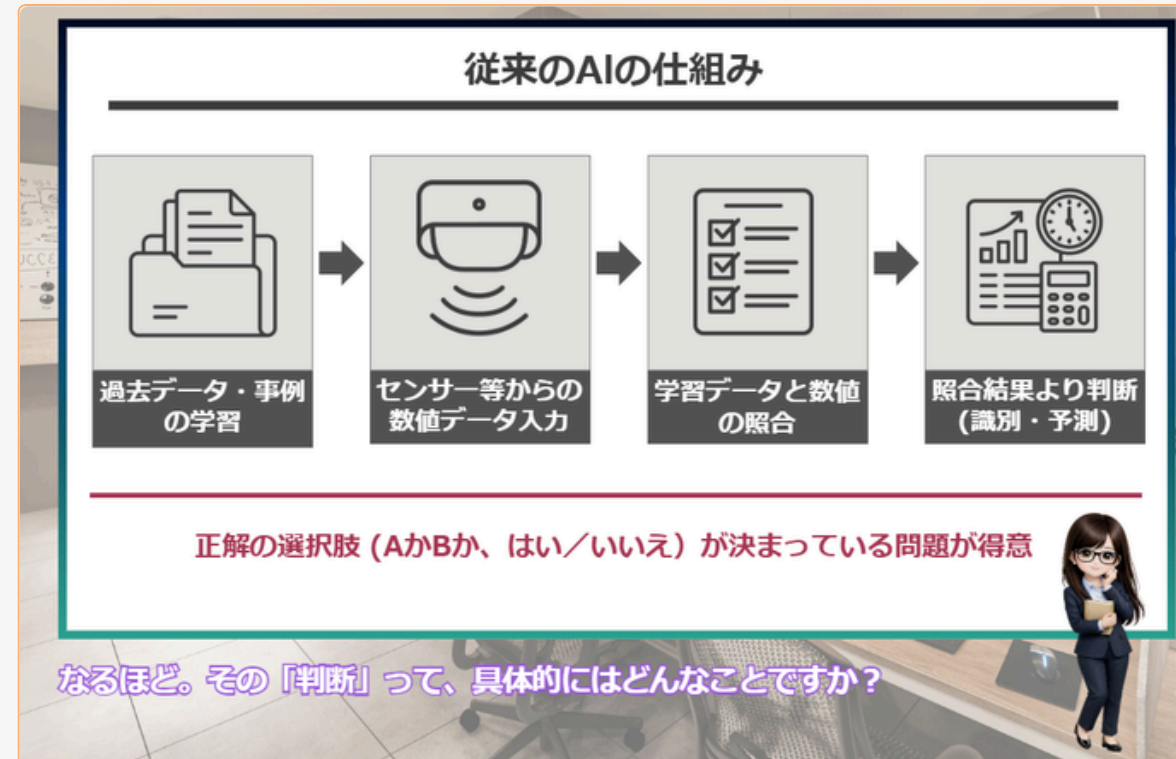 従来のAIの仕組み
過去データ・事例
の学習
センサー等からの
数値データ入力
学習データと数値
の照合
照合結果より判断
(識別・予測)
正解の選択肢 (AかBか、はい／いいえ）が決まっている問題が得意
なるほど。その「判断」って、具体的にはどんなことですか？